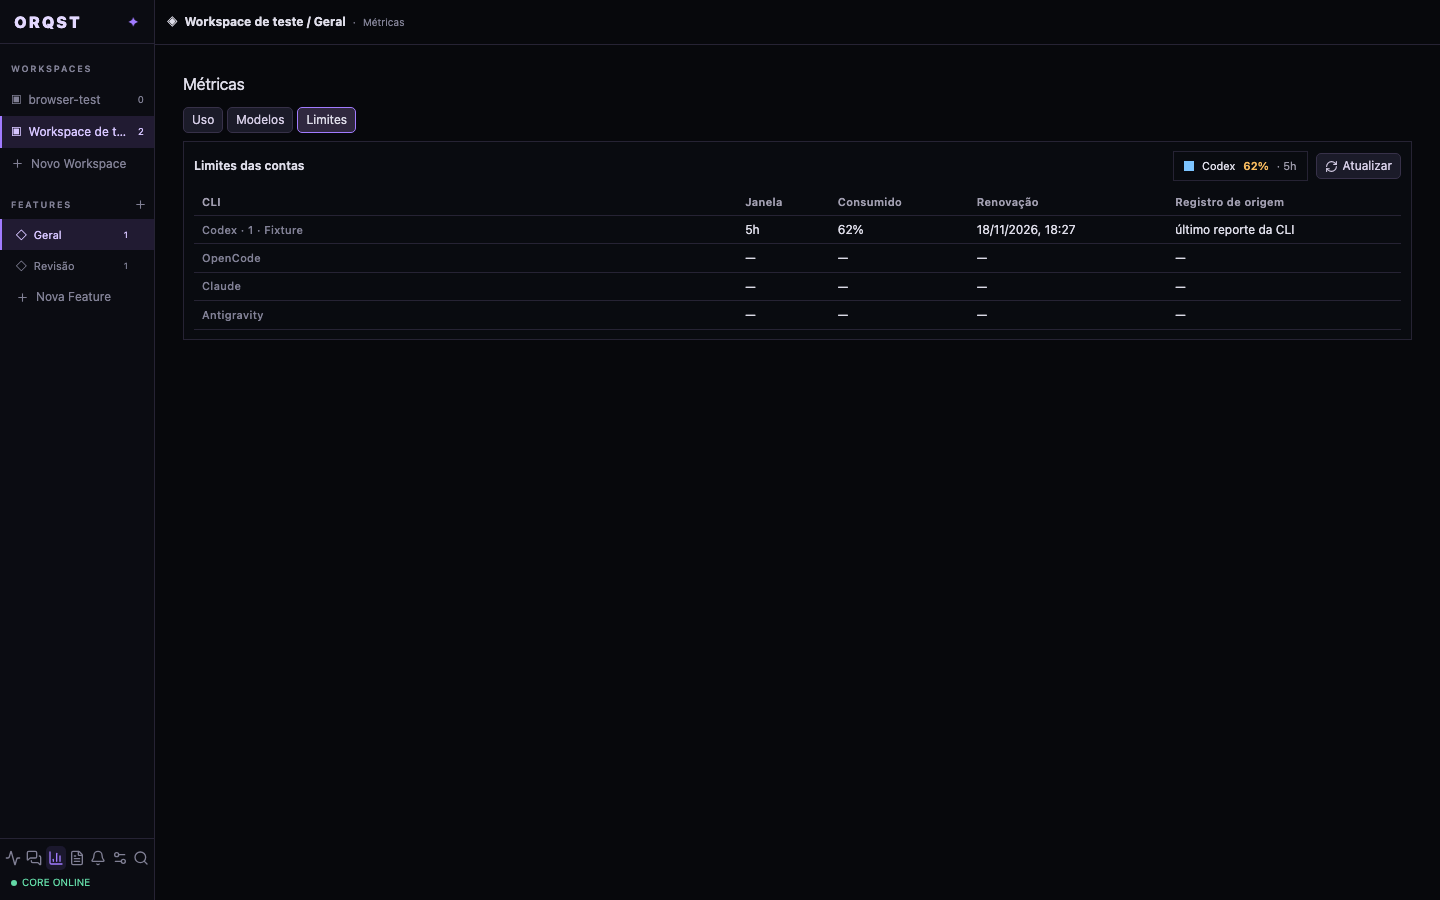 ORQST
WORKSPACES
browser-test 0
Workspace de t... 2
Novo Workspace
FEATURES
Geral 1
Revisão 1
Nova Feature
CORE ONLINE
Workspace de teste / Geral · Métricas
Métricas
Uso Modelos Limites
Limites das contas Codex 62% · 5h Atualizar
CLI Janela Consumido Renovação Registro de origem
Codex · 1 · Fixture 5h 62% 18/11/2026, 18:27 último reporte da CLI
OpenCode — — — —
Claude — — — —
Antigravity — — — —